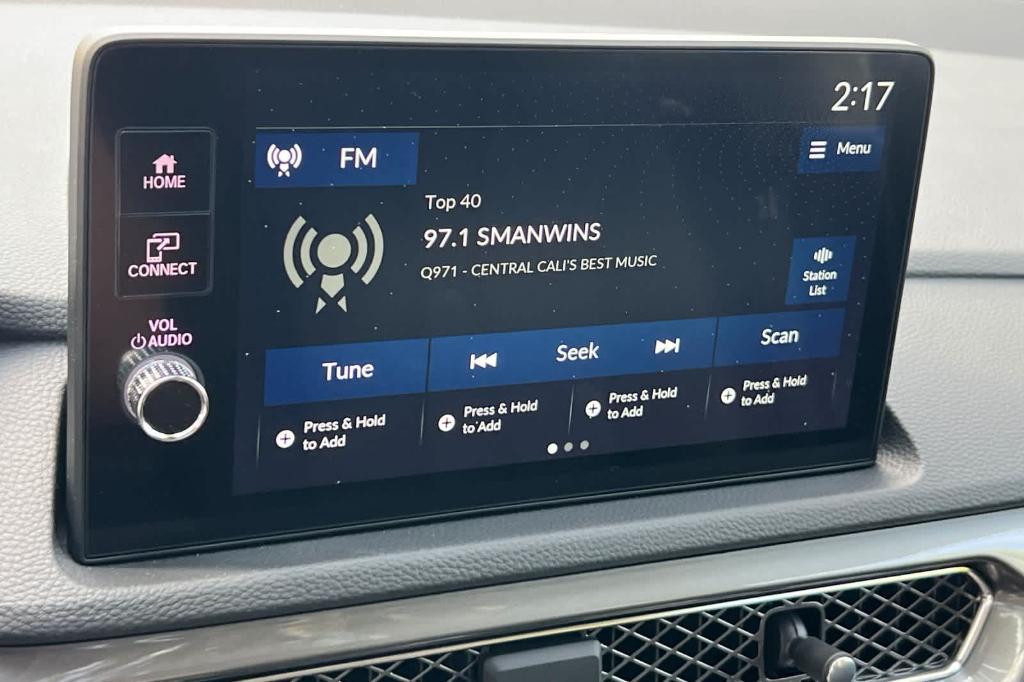 2:17
FM
Menu
HOME
Top 40
97.1 SMANWINS
Q971 - CENTRAL CALI'S BEST MUSIC
CONNECT
Station
List
VOL
AUDIO
Tune
Seek
Scan
Press & Hold
to Add
Press & Hold
to Add
Press & Hold
to Add
Press & Hold
to Add